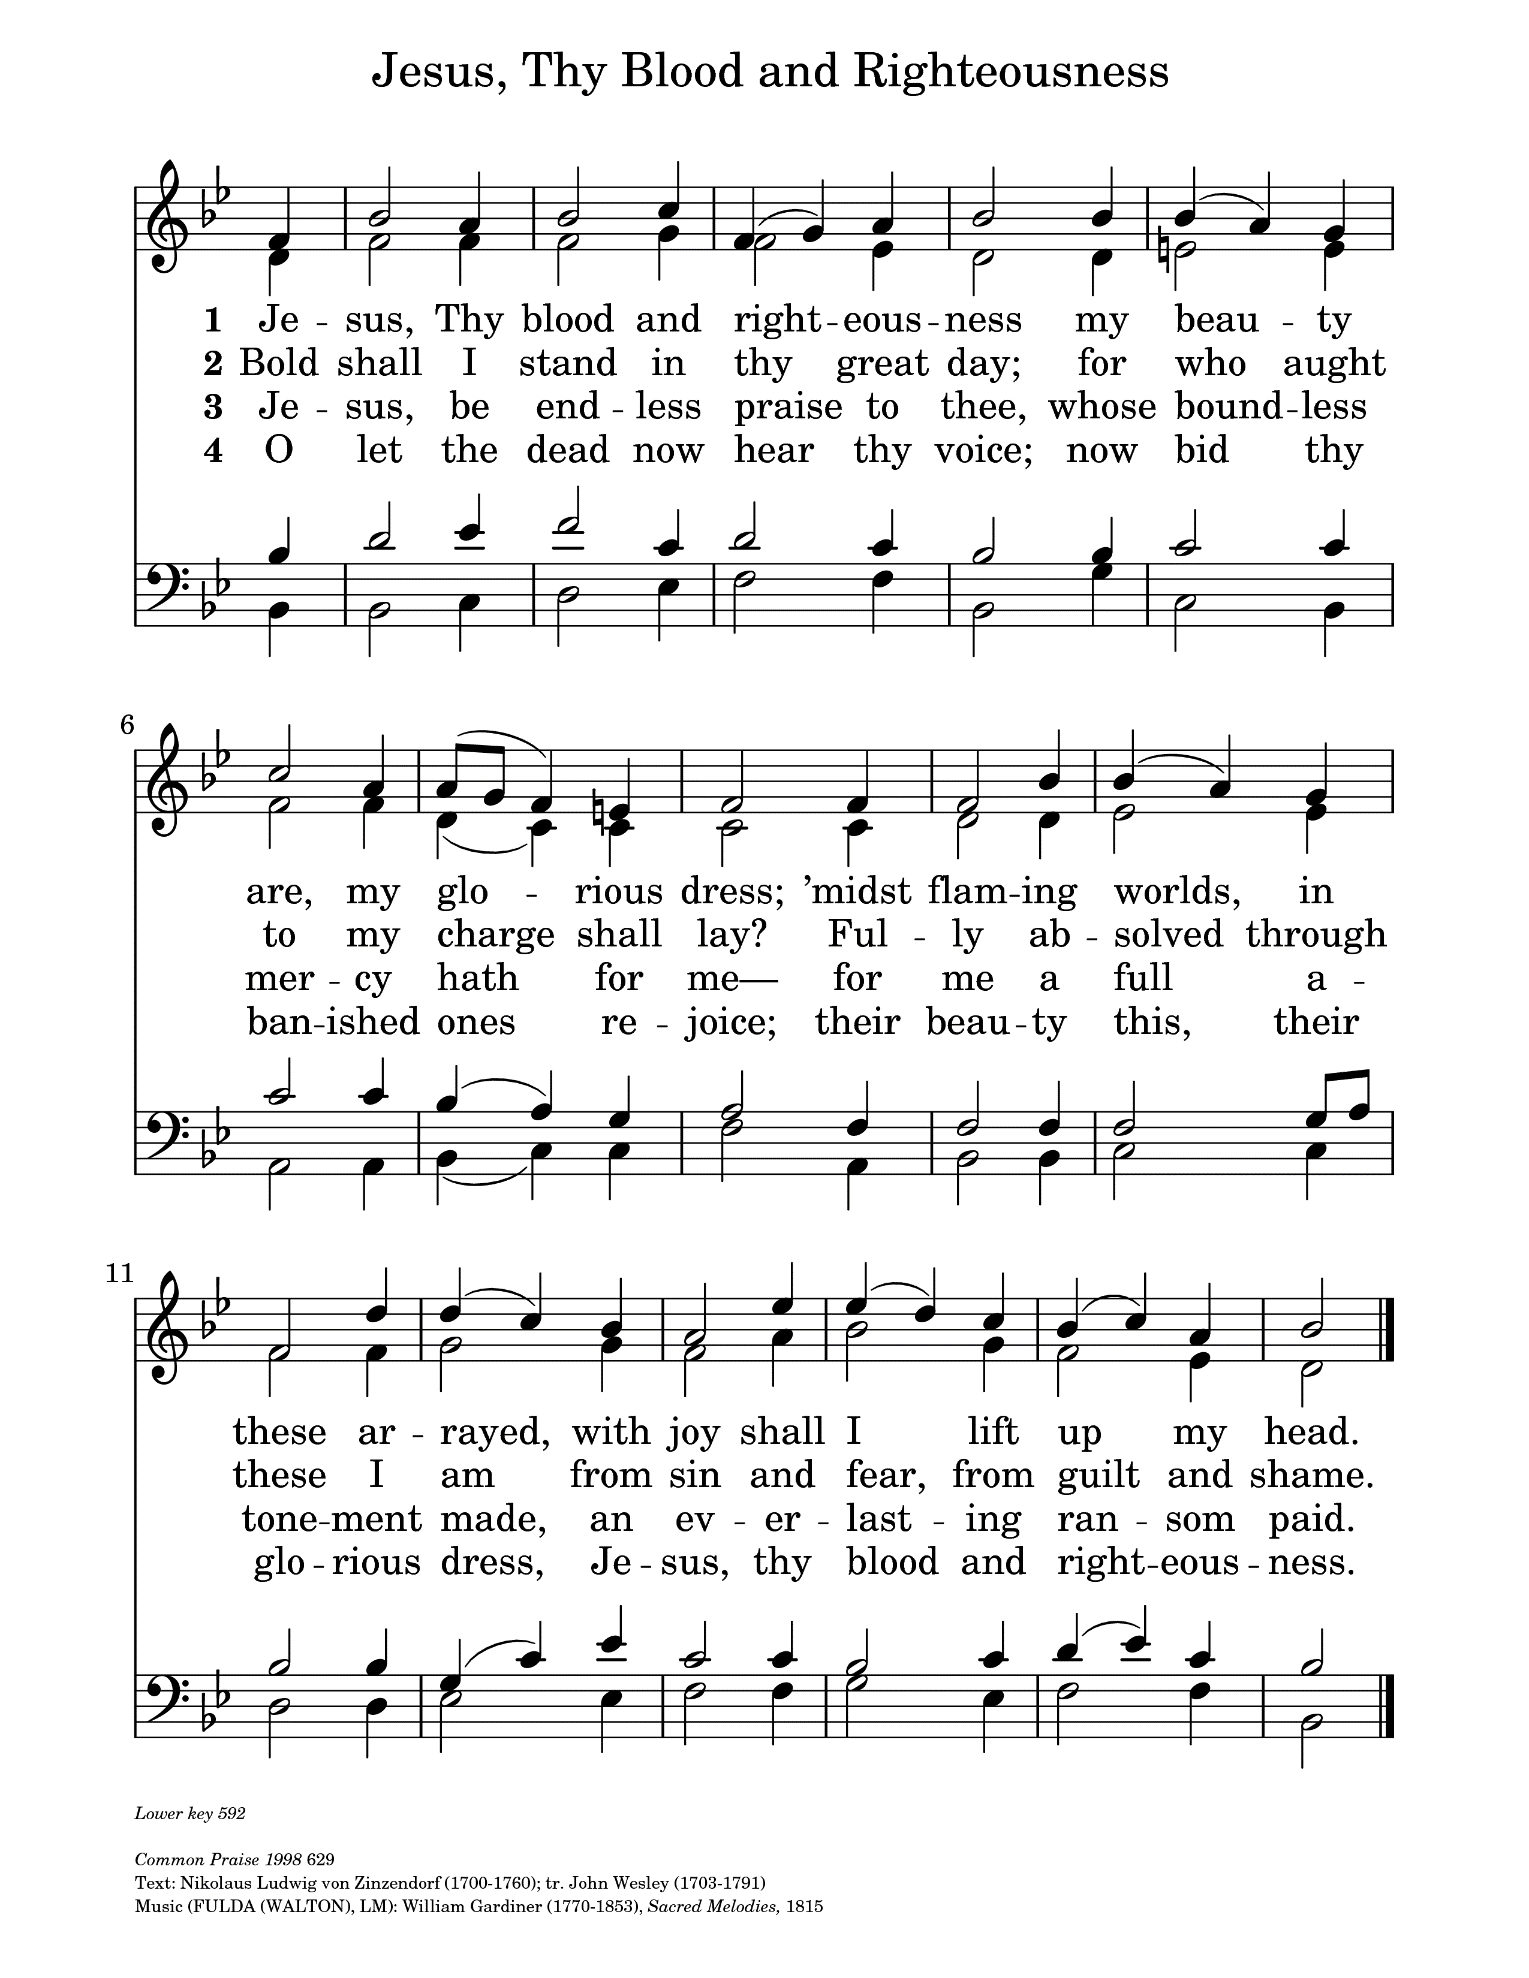 Jesus, Thy Blood and Righteousness
1 Je - sus, Thy blood and right - eous - ness my beau - ty
2 Bold shall I stand in thy great day; for who aught
3 Je - sus, be end - less praise to thee, whose bound - less
4 O let the dead now hear thy voice; now bid thy
6
are, my glo - rious dress; ’midst flam - ing worlds, in
to my charge shall lay? Ful - ly ab - solved through
mer - cy hath for me— for me a full a -
ban - ished ones re - joice; their beau - ty this, their
11
these ar - rayed, with joy shall I lift up my head.
these I am from sin and fear, from guilt and shame.
tone - ment made, an ev - er - last - ing ran - som paid.
glo - rious dress, Je - sus, thy blood and right - eous - ness.
Lower key 592
Common Praise 1998 629
Text: Nikolaus Ludwig von Zinzendorf (1700-1760); tr. John Wesley (1703-1791)
Music (FULDA (WALTON), LM): William Gardiner (1770-1853), Sacred Melodies, 1815